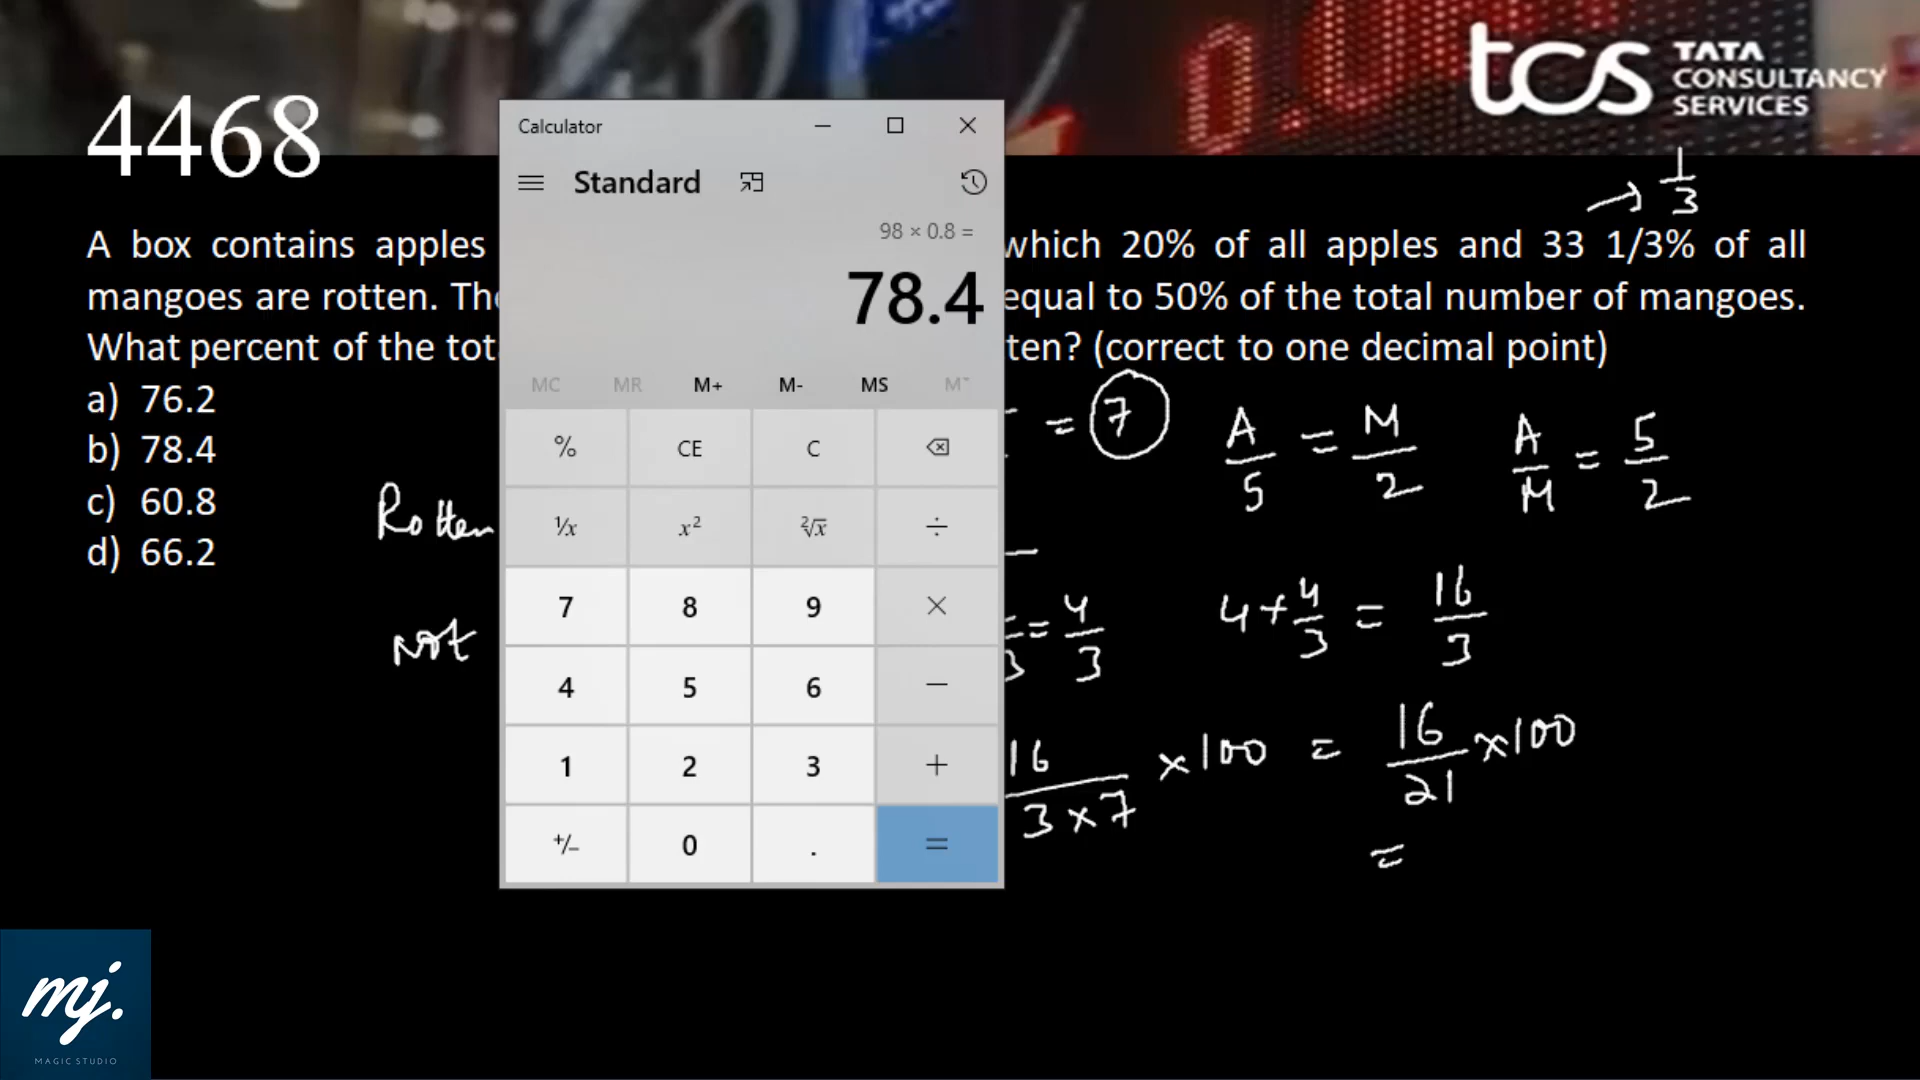 tcs TATA CONSULTANCY SERVICES
4468
→ 1/3
A box contains apples which 20% of all apples and 33 1/3% of all
mangoes are rotten. The equal to 50% of the total number of mangoes.
What percent of the tot ten? (correct to one decimal point)
a) 76.2
b) 78.4
c) 60.8
d) 66.2
Calculator
Standard
98 × 0.8 =
78.4
MC MR M+ M- MS M˅
% CE C
¹/x x² ²√x ÷
7 8 9 ×
4 5 6 −
1 2 3 +
+/− 0 . =
= 7 A/5 = M/2 A/M = 5/2
Rotten
Not 3 = 4/3 4 + 4/3 = 16/3
16/(3×7) ×100 = 16/21 ×100
=
mj.
MAGIC STUDIO